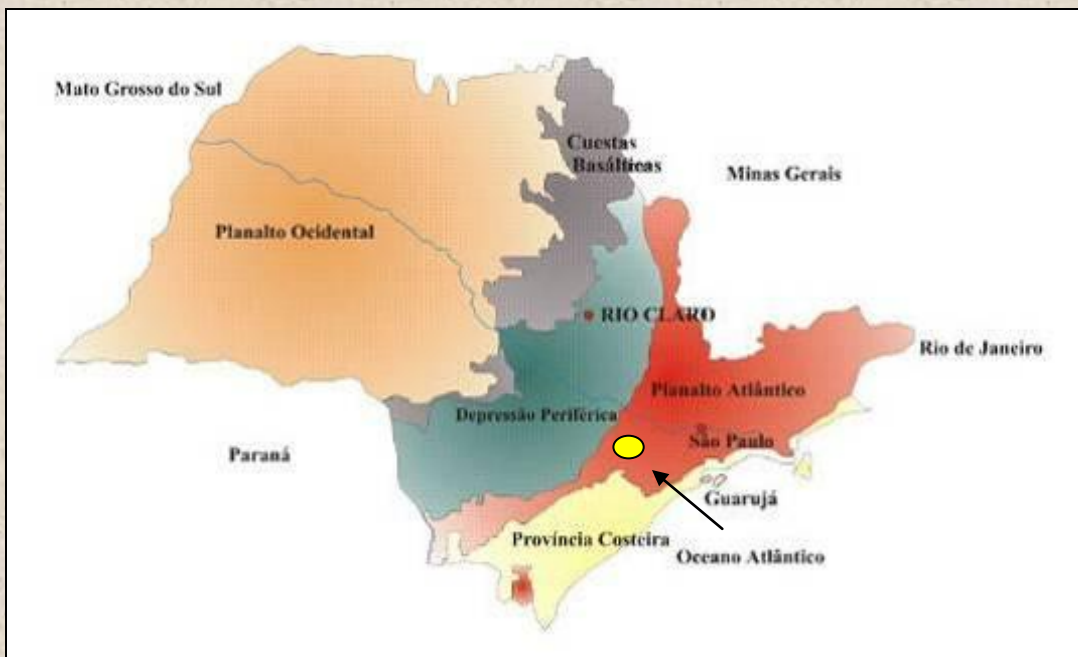 Mato Grosso do Sul
Cuestas
Basálticas
Minas Gerais
Planalto Ocidental
RIO CLARO
Rio de Janeiro
Planalto Atlântico
Depressão Periférica
São Paulo
Paraná
Guarujá
Província Costeira
Oceano Atlântico